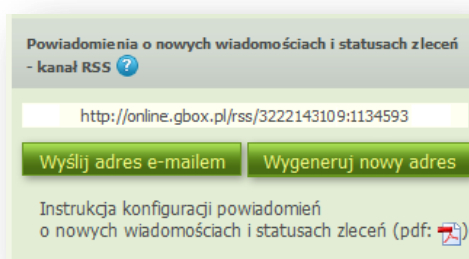 Powiadomienia o nowych wiadomościach i statusach zleceń
- kanał RSS ?
http://online.gbox.pl/rss/3222143109:1134593
Wyślij adres e-mailem
Wygeneruj nowy adres
Instrukcja konfiguracji powiadomień
o nowych wiadomościach i statusach zleceń (pdf: )